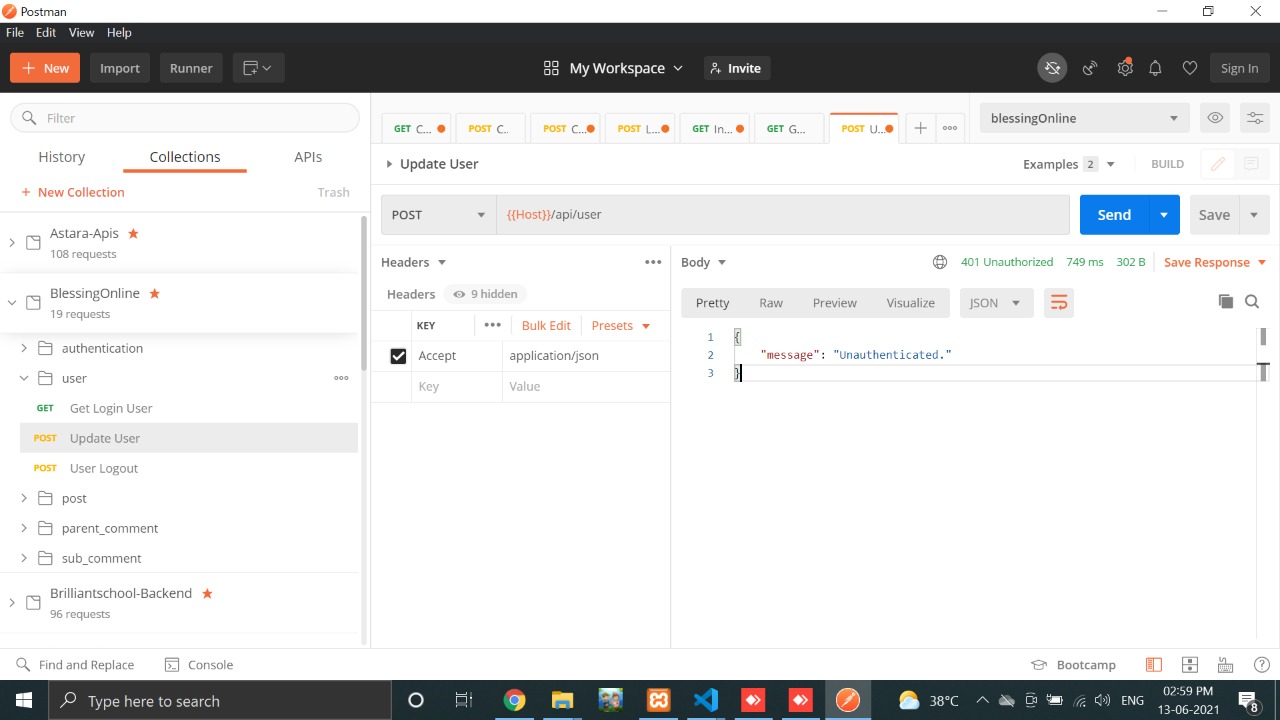 Postman
File Edit View Help
New Import Runner My Workspace Invite Sign In
Filter
History Collections APIs
+ New Collection Trash
Astara-Apis
108 requests
BlessingOnline
19 requests
authentication
user
GET Get Login User
POST Update User
POST User Logout
post
parent_comment
sub_comment
Brilliantschool-Backend
96 requests
GET C... POST C.. POST C... POST L... GET In... GET G... POST U...
blessingOnline
Update User Examples 2 BUILD
POST {{Host}}/api/user Send Save
Headers
Headers 9 hidden
KEY Bulk Edit Presets
Accept application/json
Key Value
Body 401 Unauthorized 749 ms 302 B Save Response
Pretty Raw Preview Visualize JSON
1 {
2 "message": "Unauthenticated."
3 }
Find and Replace Console Bootcamp
Type here to search 38°C ENG 02:59 PM
13-06-2021 8